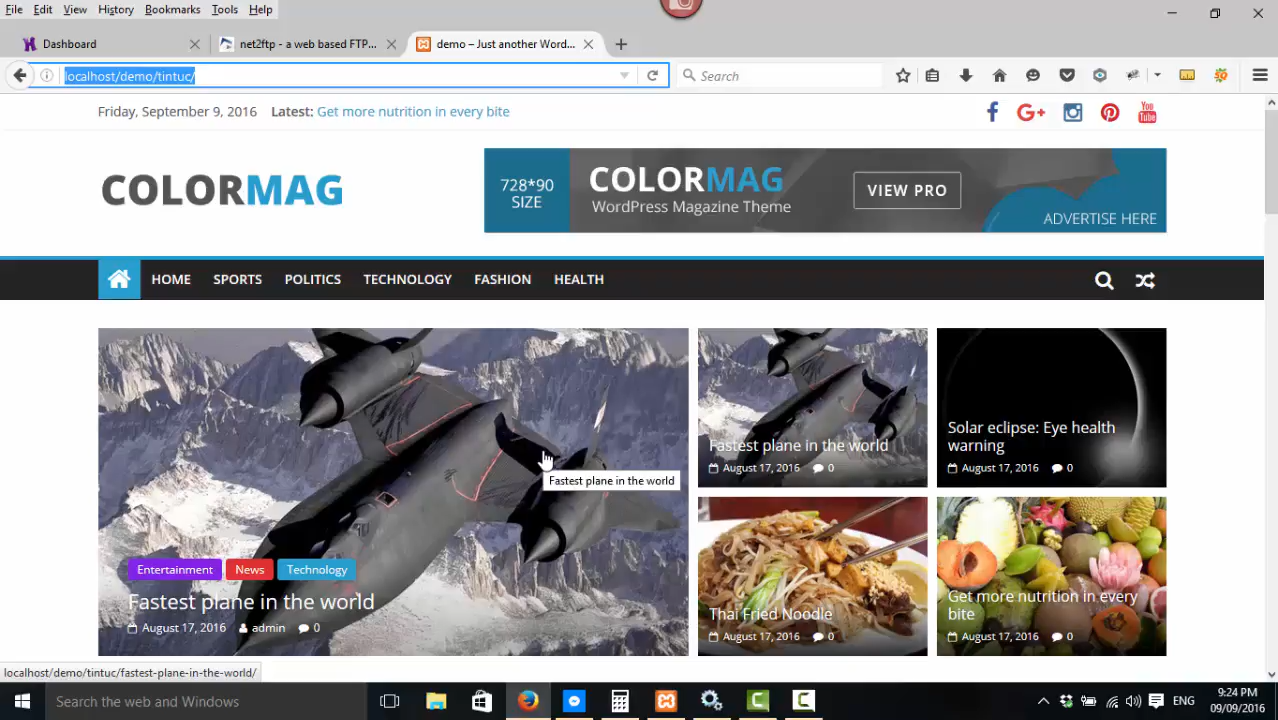 File Edit View History Bookmarks Tools Help
Dashboard
net2ftp - a web based FTP...
demo – Just another Word...
localhost/demo/tintuc/
Search
Friday, September 9, 2016 Latest: Get more nutrition in every bite
You
Tube
COLORMAG
728*90
SIZE
COLORMAG
WordPress Magazine Theme
VIEW PRO
ADVERTISE HERE
HOME SPORTS POLITICS TECHNOLOGY FASHION HEALTH
Fastest plane in the world
August 17, 2016 0
Solar eclipse: Eye health
warning
August 17, 2016 0
Fastest plane in the world
Entertainment News Technology
Fastest plane in the world
August 17, 2016 admin 0
Thai Fried Noodle
August 17, 2016 0
Get more nutrition in every
bite
August 17, 2016 0
localhost/demo/tintuc/fastest-plane-in-the-world/
Search the web and Windows
ENG
9:24 PM
09/09/2016